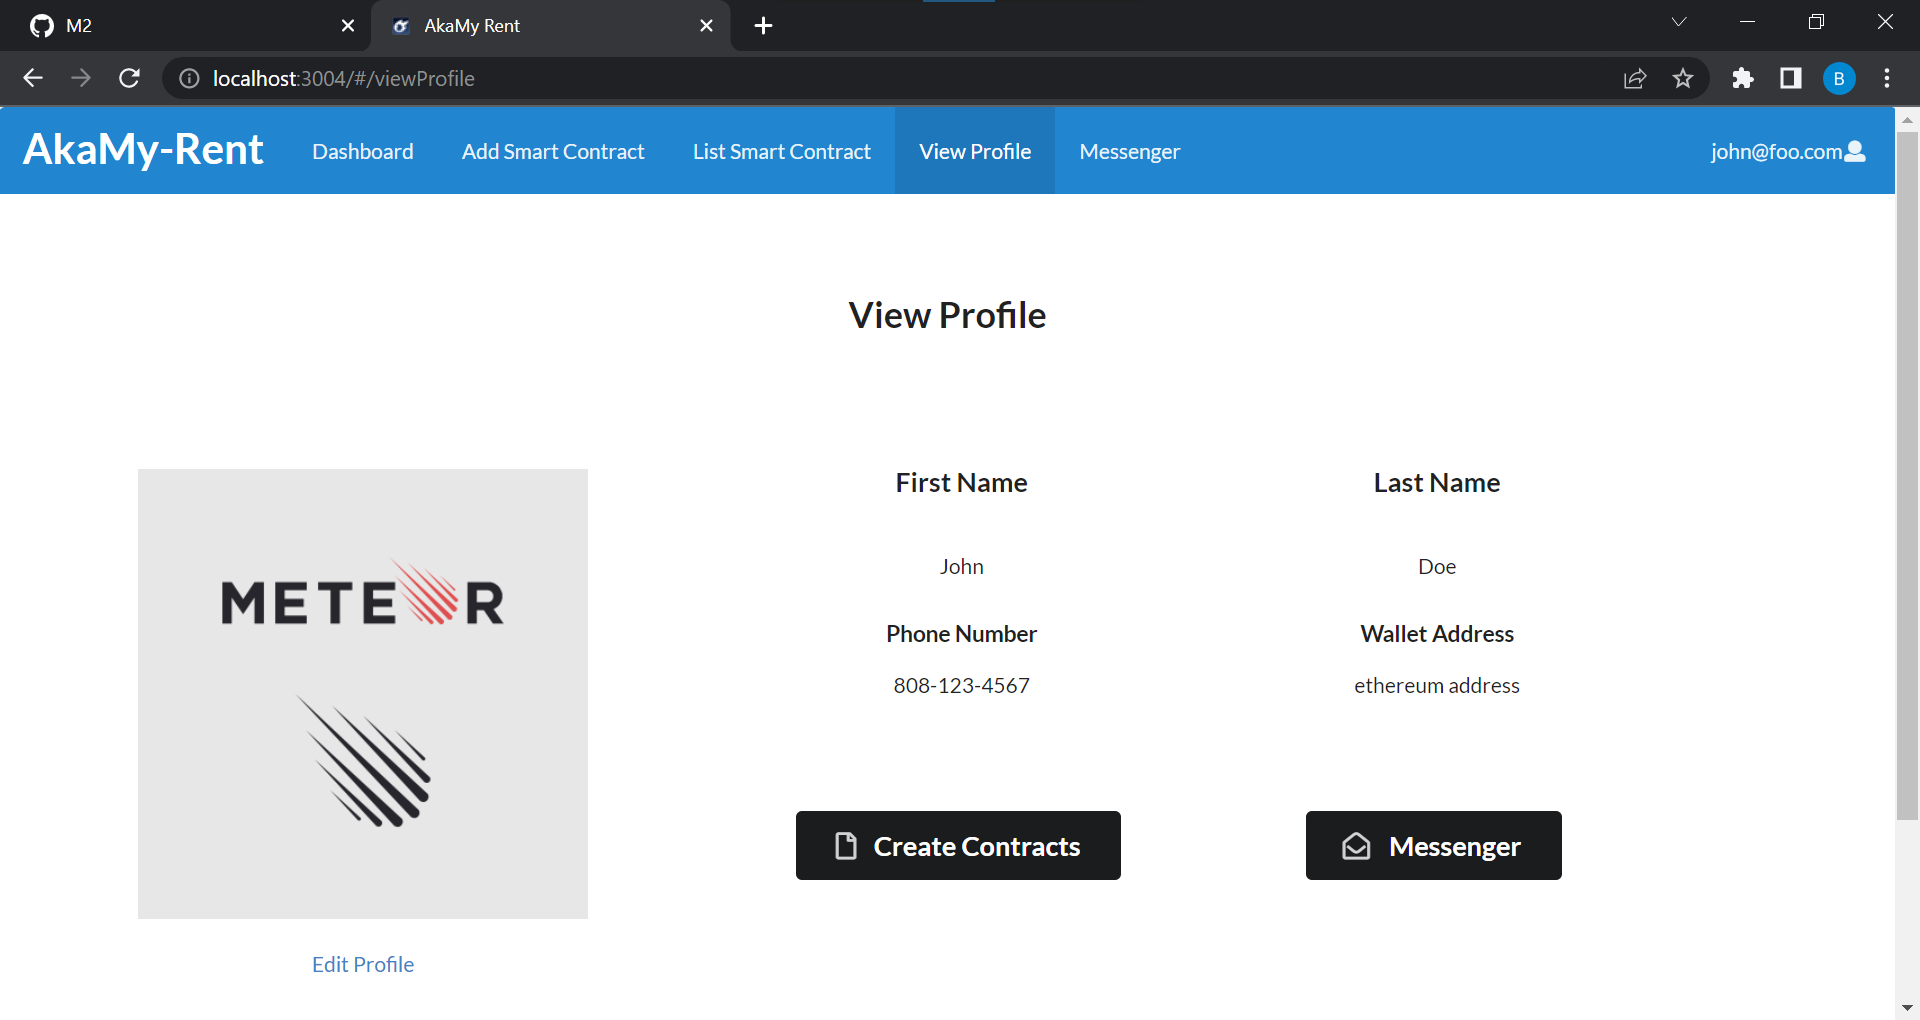 M2
AkaMy Rent
localhost:3004/#/viewProfile
B
AkaMy-Rent
Dashboard
Add Smart Contract
List Smart Contract
View Profile
Messenger
john@foo.com
View Profile
METEOR
Edit Profile
First Name
Last Name
John
Doe
Phone Number
Wallet Address
808-123-4567
ethereum address
Create Contracts
Messenger